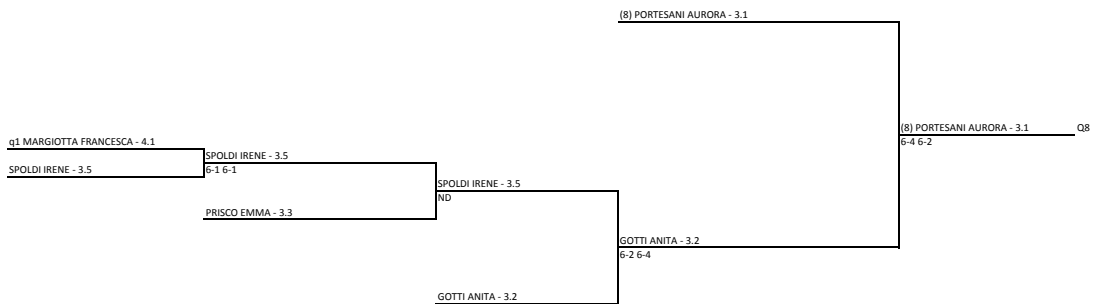 (8) PORTESANI AURORA - 3.1
(8) PORTESANI AURORA - 3.1
Q8
6-4 6-2
q1 MARGIOTTA FRANCESCA - 4.1
SPOLDI IRENE - 3.5
SPOLDI IRENE - 3.5
6-1 6-1
SPOLDI IRENE - 3.5
ND
PRISCO EMMA - 3.3
GOTTI ANITA - 3.2
6-2 6-4
GOTTI ANITA - 3.2